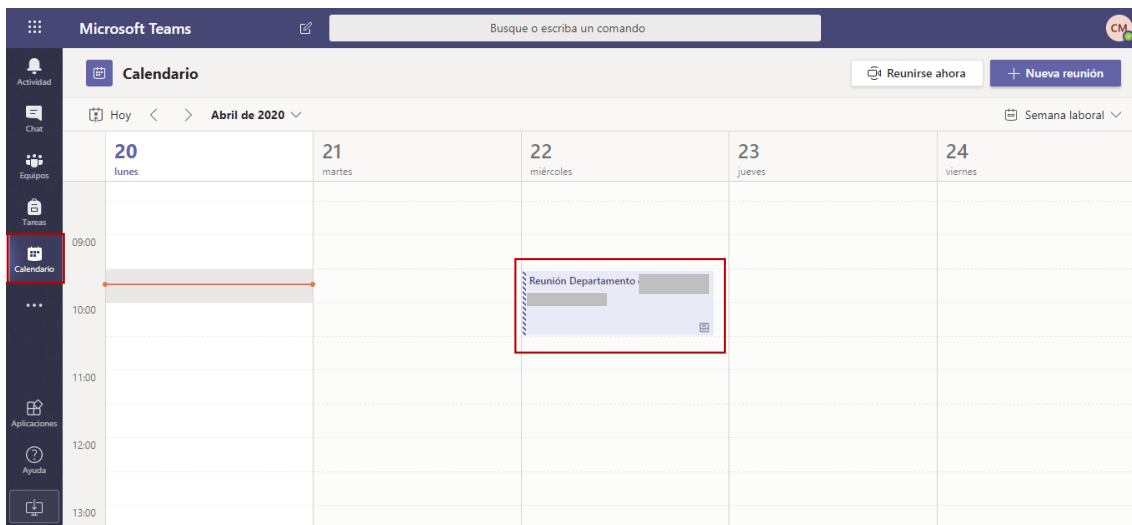 Microsoft Teams
Busque o escriba un comando
CM
Actividad
Chat
Equipos
Tareas
Calendario
Aplicaciones
Ayuda
Calendario
Reunirse ahora
+ Nueva reunión
Hoy
Abril de 2020
Semana laboral
20
lunes
21
martes
22
miércoles
23
jueves
24
viernes
09:00
10:00
11:00
12:00
13:00
Reunión Departamento